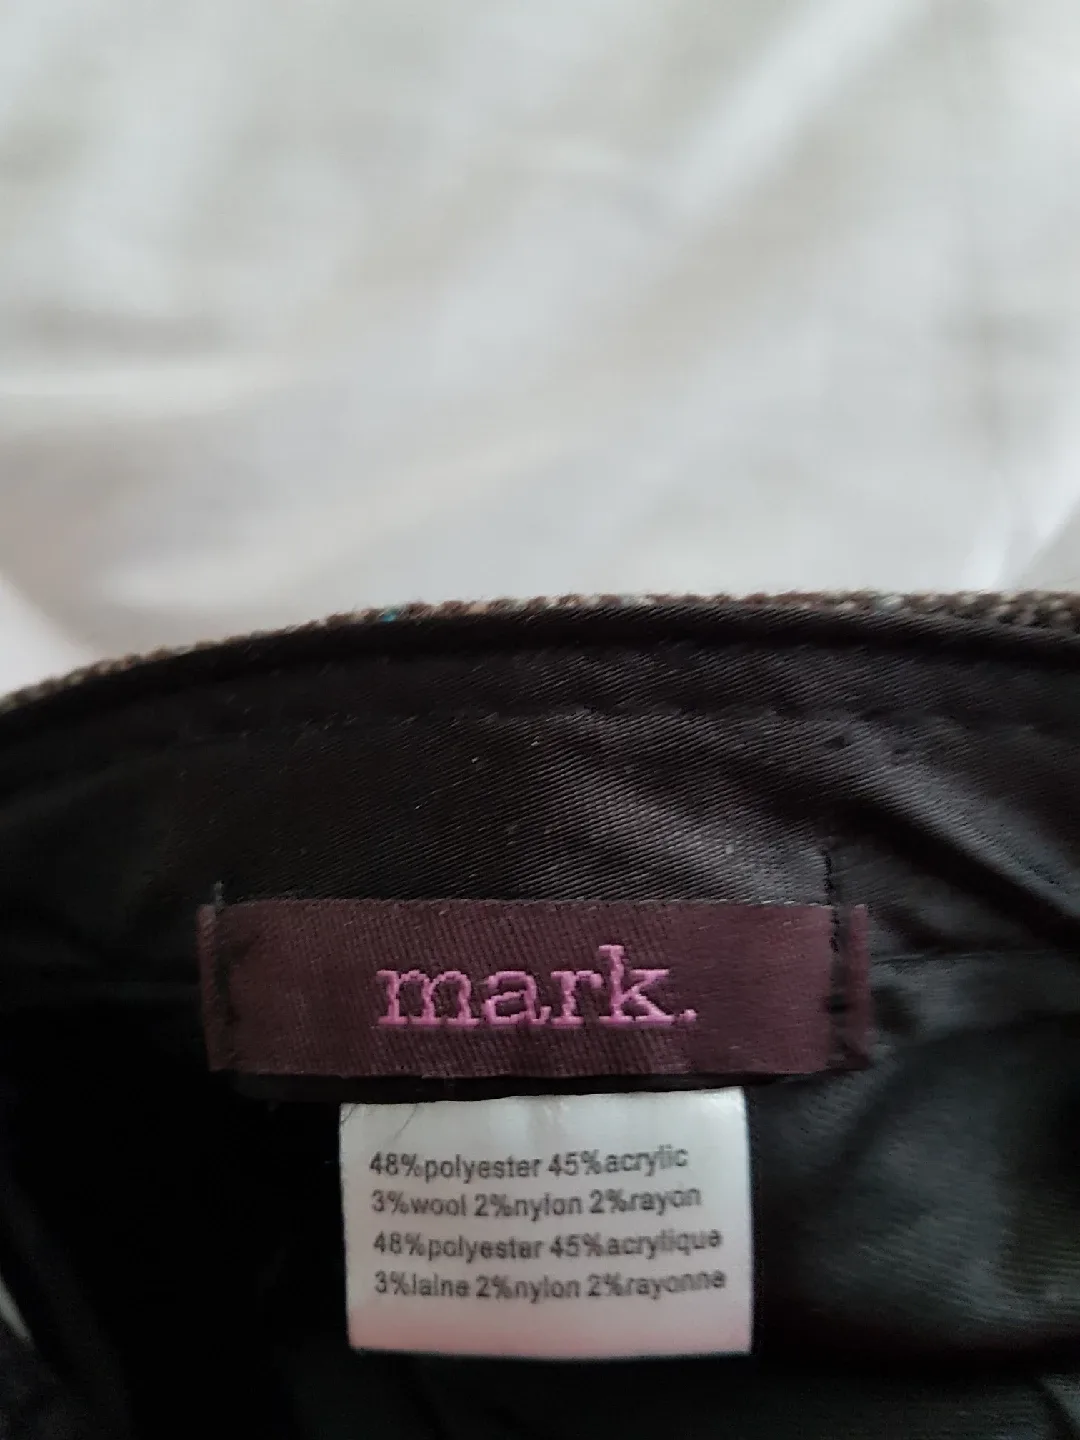 mark.
48%polyester 45%acrylic
3%wool 2%nylon 2%rayon
48%polyester 45%acrylique
3%laine 2%nylon 2%rayonne